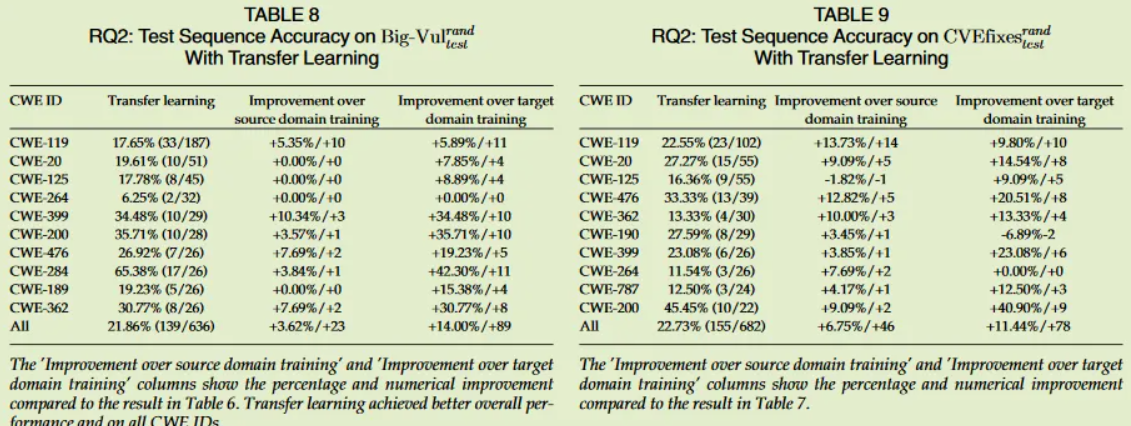 TABLE 8
RQ2: Test Sequence Accuracy on Big-Vul^{rand}_{test}
With Transfer Learning
CWE ID Transfer learning Improvement over source domain training Improvement over target domain training
CWE-119 17.65% (33/187) +5.35%/+10 +5.89%/+11
CWE-20 19.61% (10/51) +0.00%/+0 +7.85%/+4
CWE-125 17.78% (8/45) +0.00%/+0 +8.89%/+4
CWE-264 6.25% (2/32) +0.00%/+0 +0.00%/+0
CWE-399 34.48% (10/29) +10.34%/+3 +34.48%/+10
CWE-200 35.71% (10/28) +3.57%/+1 +35.71%/+10
CWE-476 26.92% (7/26) +7.69%/+2 +19.23%/+5
CWE-284 65.38% (17/26) +3.84%/+1 +42.30%/+11
CWE-189 19.23% (5/26) +0.00%/+0 +15.38%/+4
CWE-362 30.77% (8/26) +7.69%/+2 +30.77%/+8
All 21.86% (139/636) +3.62%/+23 +14.00%/+89
The 'Improvement over source domain training' and 'Improvement over target
domain training' columns show the percentage and numerical improvement
compared to the result in Table 6. Transfer learning achieved better overall per-
formance and on all CWE IDs.
TABLE 9
RQ2: Test Sequence Accuracy on CVEfixes^{rand}_{test}
With Transfer Learning
CWE ID Transfer learning Improvement over source domain training Improvement over target domain training
CWE-119 22.55% (23/102) +13.73%/+14 +9.80%/+10
CWE-20 27.27% (15/55) +9.09%/+5 +14.54%/+8
CWE-125 16.36% (9/55) -1.82%/-1 +9.09%/+5
CWE-476 33.33% (13/39) +12.82%/+5 +20.51%/+8
CWE-362 13.33% (4/30) +10.00%/+3 +13.33%/+4
CWE-190 27.59% (8/29) +3.45%/+1 -6.89%-2
CWE-399 23.08% (6/26) +3.85%/+1 +23.08%/+6
CWE-264 11.54% (3/26) +7.69%/+2 +0.00%/+0
CWE-787 12.50% (3/24) +4.17%/+1 +12.50%/+3
CWE-200 45.45% (10/22) +9.09%/+2 +40.90%/+9
All 22.73% (155/682) +6.75%/+46 +11.44%/+78
The 'Improvement over source domain training' and 'Improvement over target
domain training' columns show the percentage and numerical improvement
compared to the result in Table 7.